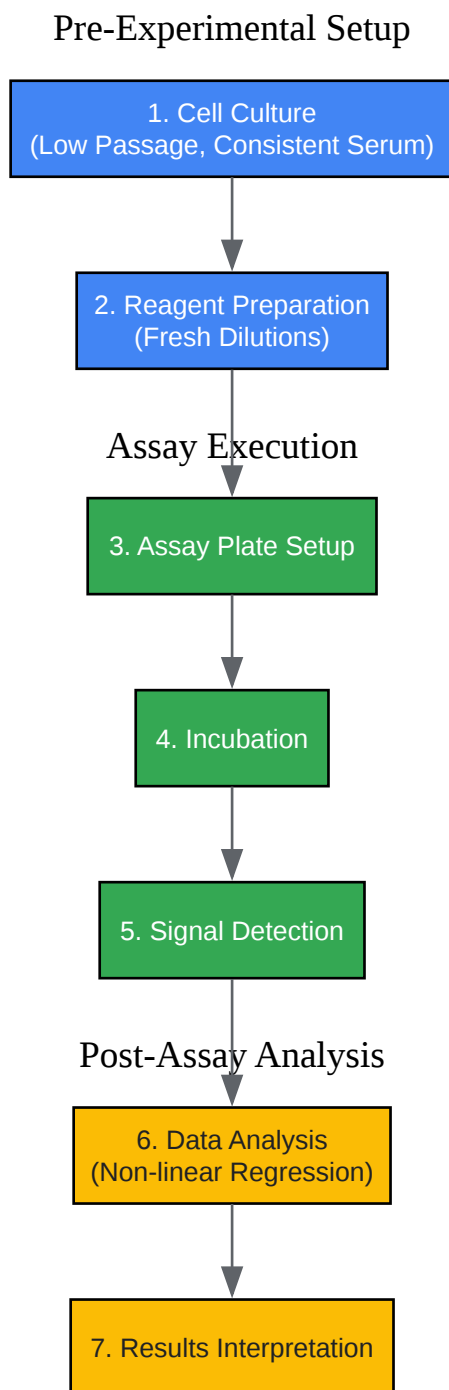 Pre-Experimental Setup
1. Cell Culture
(Low Passage, Consistent Serum)
2. Reagent Preparation
(Fresh Dilutions)
Assay Execution
3. Assay Plate Setup
4. Incubation
5. Signal Detection
Post-Assay Analysis
6. Data Analysis
(Non-linear Regression)
7. Results Interpretation